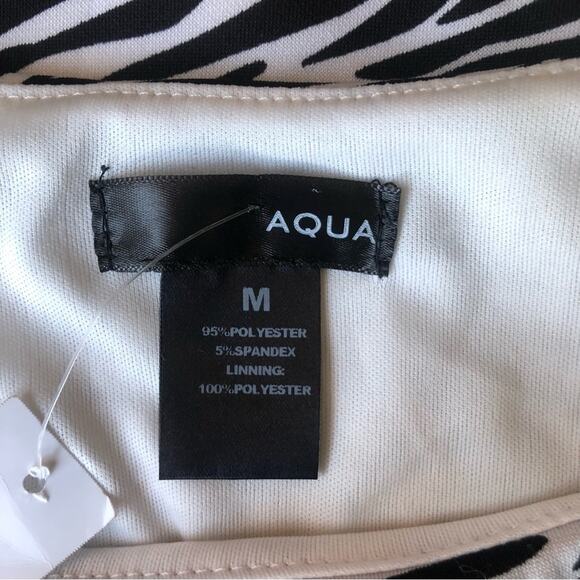 AQUA
M
95%POLYESTER
5%SPANDEX
LINNING:
100%POLYESTER